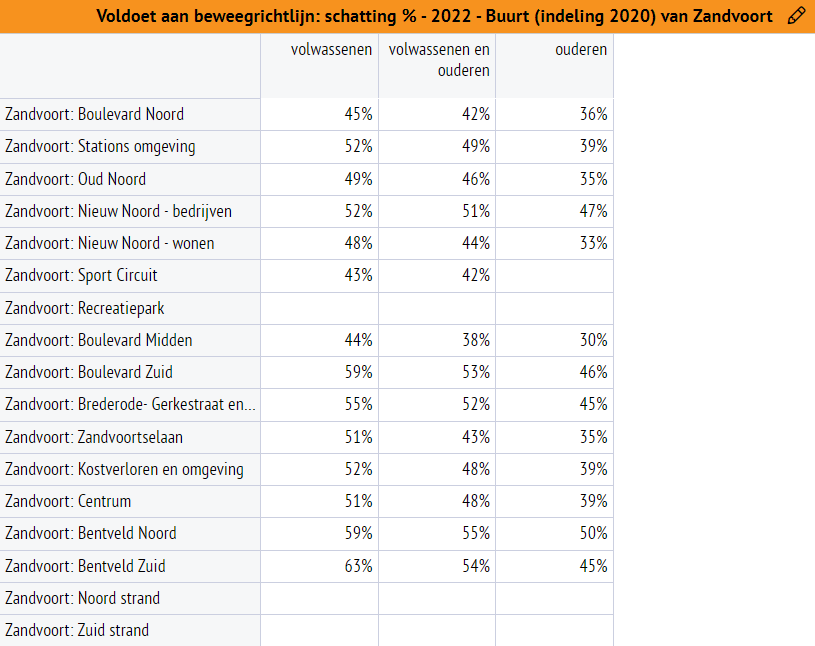 Voldoet aan beweegrichtlijn: schatting % - 2022 - Buurt (indeling 2020) van Zandvoort
volwassenen volwassenen en ouderen
ouderen
Zandvoort: Boulevard Noord 45% 42% 36%
Zandvoort: Stations omgeving 52% 49% 39%
Zandvoort: Oud Noord 49% 46% 35%
Zandvoort: Nieuw Noord - bedrijven 52% 51% 47%
Zandvoort: Nieuw Noord - wonen 48% 44% 33%
Zandvoort: Sport Circuit 43% 42%
Zandvoort: Recreatiepark
Zandvoort: Boulevard Midden 44% 38% 30%
Zandvoort: Boulevard Zuid 59% 53% 46%
Zandvoort: Brederode- Gerkestraat en... 55% 52% 45%
Zandvoort: Zandvoortselaan 51% 43% 35%
Zandvoort: Kostverloren en omgeving 52% 48% 39%
Zandvoort: Centrum 51% 48% 39%
Zandvoort: Bentveld Noord 59% 55% 50%
Zandvoort: Bentveld Zuid 63% 54% 45%
Zandvoort: Noord strand
Zandvoort: Zuid strand